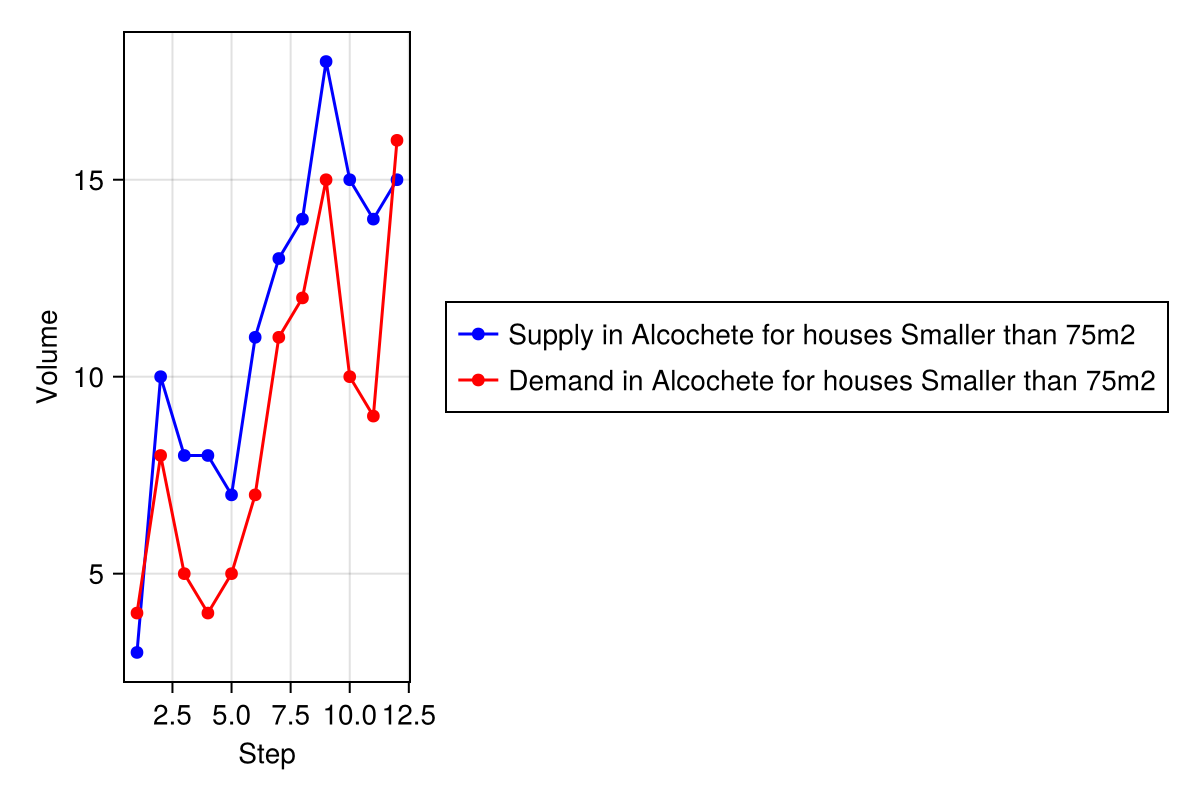 Volume
15
10
5
2.5 5.0 7.5 10.0 12.5
Step
Supply in Alcochete for houses Smaller than 75m2
Demand in Alcochete for houses Smaller than 75m2